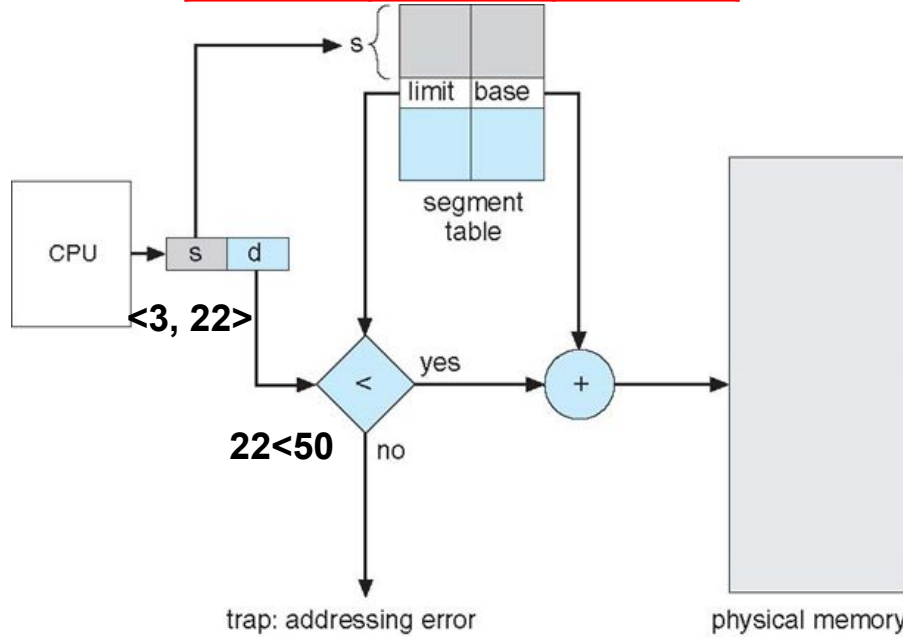 s
limit base
segment
table
CPU
s d
<3, 22>
<
yes
+
22<50
no
trap: addressing error
physical memory